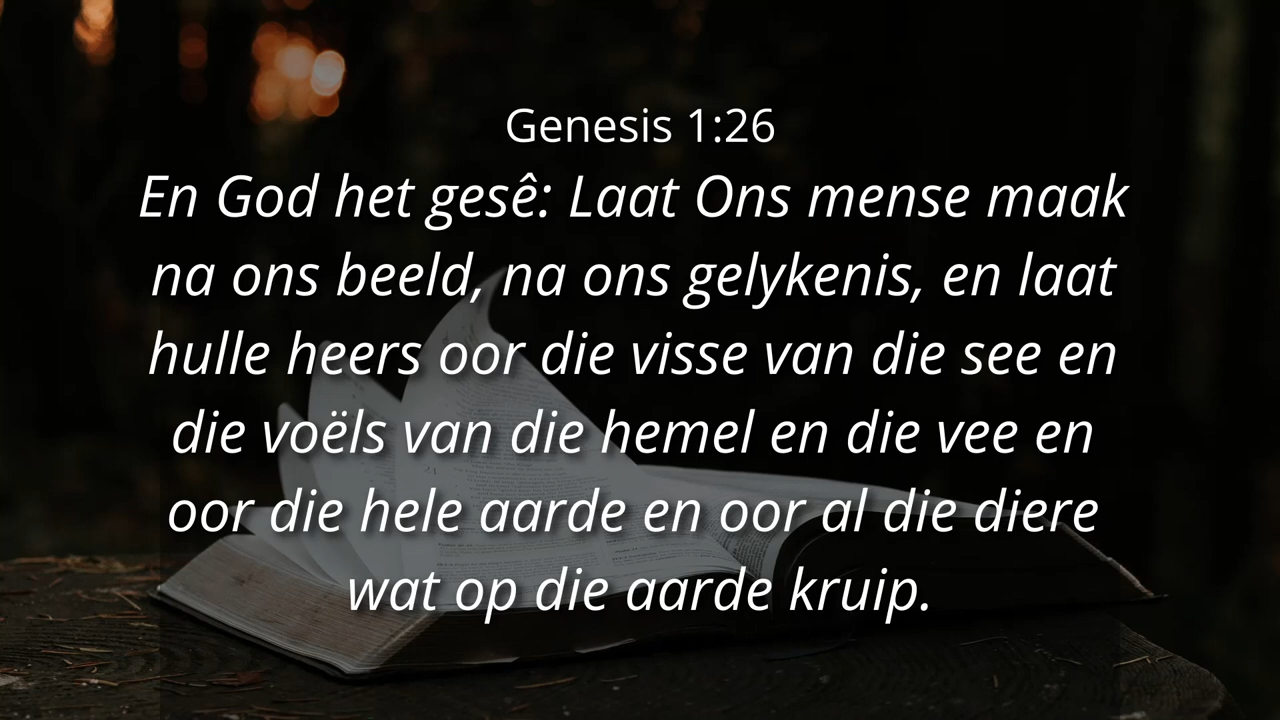 Genesis 1:26
En God het gesê: Laat Ons mense maak
na ons beeld, na ons gelykenis, en laat
hulle heers oor die visse van die see en
die voëls van die hemel en die vee en
oor die hele aarde en oor al die diere
wat op die aarde kruip.